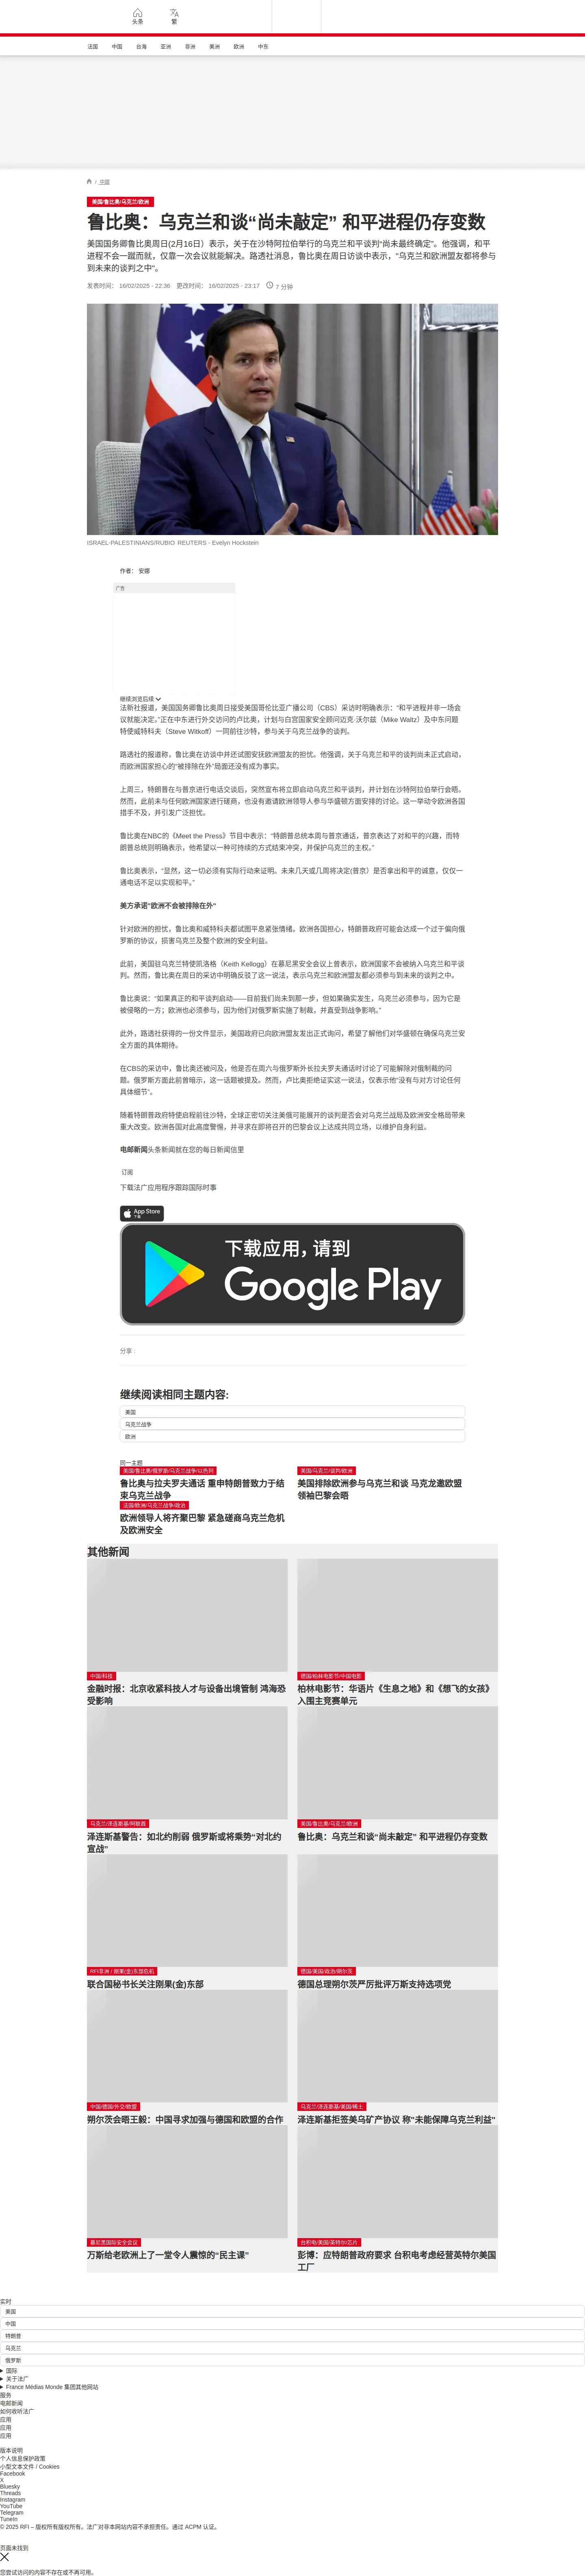 头条
繁
法国 中国 台海 亚洲 非洲 美洲 欧洲 中东
/ 中国
美国/鲁比奥/乌克兰/欧洲
鲁比奥：乌克兰和谈“尚未敲定” 和平进程仍存变数
美国国务卿鲁比奥周日(2月16日）表示，关于在沙特阿拉伯举行的乌克兰和平谈判“尚未最终确定”。他强调，和平
进程不会一蹴而就，仅靠一次会议就能解决。路透社消息，鲁比奥在周日访谈中表示，"乌克兰和欧洲盟友都将参与
到未来的谈判之中"。
发表时间： 16/02/2025 - 22:36 更改时间： 16/02/2025 - 23:17 7 分钟
ISRAEL-PALESTINIANS/RUBIO REUTERS - Evelyn Hockstein
作者： 安娜
广告
继续浏览后续
法新社报道，美国国务卿鲁比奥周日接受美国哥伦比亚广播公司（CBS）采访时明确表示：“和平进程并非一场会
议就能决定。”正在中东进行外交访问的卢比奥，计划与白宫国家安全顾问迈克·沃尔兹（Mike Waltz）及中东问题
特使威特科夫（Steve Witkoff）一同前往沙特，参与关于乌克兰战争的谈判。
路透社的报道称，鲁比奥在访谈中并还试图安抚欧洲盟友的担忧。他强调，关于乌克兰和平的谈判尚未正式启动，
而欧洲国家担心的“被排除在外”局面还没有成为事实。
上周三，特朗普在与普京进行电话交谈后，突然宣布将立即启动乌克兰和平谈判，并计划在沙特阿拉伯举行会晤。
然而，此前未与任何欧洲国家进行磋商，也没有邀请欧洲领导人参与华盛顿方面安排的讨论。这一举动令欧洲各国
措手不及，并引发广泛担忧。
鲁比奥在NBC的《Meet the Press》节目中表示：“特朗普总统本周与普京通话，普京表达了对和平的兴趣，而特
朗普总统则明确表示，他希望以一种可持续的方式结束冲突，并保护乌克兰的主权。”
鲁比奥表示，“显然，这一切必须有实际行动来证明。未来几天或几周将决定(普京）是否拿出和平的诚意，仅仅一
通电话不足以实现和平。”
美方承诺"欧洲不会被排除在外"
针对欧洲的担忧，鲁比奥和威特科夫都试图平息紧张情绪。欧洲各国担心，特朗普政府可能会达成一个过于偏向俄
罗斯的协议，损害乌克兰及整个欧洲的安全利益。
此前，美国驻乌克兰特使凯洛格（Keith Kellogg）在慕尼黑安全会议上曾表示，欧洲国家不会被纳入乌克兰和平谈
判。然而，鲁比奥在周日的采访中明确反驳了这一说法，表示乌克兰和欧洲盟友都必须参与到未来的谈判之中。
鲁比奥说：“如果真正的和平谈判启动——目前我们尚未到那一步，但如果确实发生，乌克兰必须参与，因为它是
被侵略的一方；欧洲也必须参与，因为他们对俄罗斯实施了制裁，并直受到战争影响。”
此外，路透社获得的一份文件显示，美国政府已向欧洲盟友发出正式询问，希望了解他们对华盛顿在确保乌克兰安
全方面的具体期待。
在CBS的采访中，鲁比奥还被问及，他是否在周六与俄罗斯外长拉夫罗夫通话时讨论了可能解除对俄制裁的问
题。俄罗斯方面此前曾暗示，这一话题被提及。然而，卢比奥拒绝证实这一说法，仅表示他“没有与对方讨论任何
具体细节”。
随着特朗普政府特使启程前往沙特，全球正密切关注美俄可能展开的谈判是否会对乌克兰战局及欧洲安全格局带来
重大改变。欧洲各国对此高度警惕，并寻求在即将召开的巴黎会议上达成共同立场，以维护自身利益。
电邮新闻头条新闻就在您的每日新闻信里
订阅
下载法广应用程序跟踪国际时事
App Store
下载
下载应用，请到
Google Play
分享 :
继续阅读相同主题内容:
美国
乌克兰战争
欧洲
同一主题
美国/鲁比奥/俄罗斯/乌克兰战争/以色列
鲁比奥与拉夫罗夫通话 重申特朗普致力于结
束乌克兰战争
美国/乌克兰/谈判/欧洲
美国排除欧洲参与乌克兰和谈 马克龙邀欧盟
领袖巴黎会晤
法国/欧洲/乌克兰战争/政治
欧洲领导人将齐聚巴黎 紧急磋商乌克兰危机
及欧洲安全
其他新闻
中国/科技
金融时报：北京收紧科技人才与设备出境管制 鸿海恐
受影响
德国/柏林电影节/中国电影
柏林电影节：华语片《生息之地》和《想飞的女孩》
入围主竞赛单元
乌克兰/泽连斯基/阿联酋
泽连斯基警告：如北约削弱 俄罗斯或将乘势“对北约
宣战”
美国/鲁比奥/乌克兰/欧洲
鲁比奥：乌克兰和谈“尚未敲定” 和平进程仍存变数
RFI非洲 / 刚果(金)东部危机
联合国秘书长关注刚果(金)东部
德国/美国/政治/朔尔茨
德国总理朔尔茨严厉批评万斯支持选项党
中国/德国/外交/欧盟
朔尔茨会晤王毅：中国寻求加强与德国和欧盟的合作
乌克兰/泽连斯基/美国/稀土
泽连斯基拒签美乌矿产协议 称"未能保障乌克兰利益"
慕尼黑国际安全会议
万斯给老欧洲上了一堂令人震惊的“民主课”
台积电/美国/英特尔/芯片
彭博：应特朗普政府要求 台积电考虑经营英特尔美国
工厂
实时
美国
中国
特朗普
乌克兰
俄罗斯
国际
关于法广
France Médias Monde 集团其他网站
服务
电邮新闻
如何收听法广
应用
应用
应用
版本说明
个人信息保护政策
小型文本文件 / Cookies
Facebook
X
Bluesky
Threads
Instagram
YouTube
Telegram
TuneIn
© 2025 RFI – 版权所有版权所有。法广对非本网站内容不承担责任。通过 ACPM 认证。
页面未找到
您尝试访问的内容不存在或不再可用。